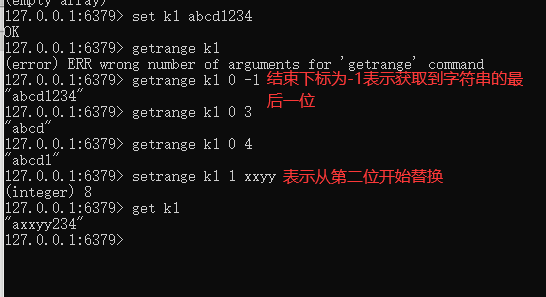 (empty array)
127.0.0.1:6379> set k1 abcd1234
OK
127.0.0.1:6379> getrange k1
(error) ERR wrong number of arguments for 'getrange' command
127.0.0.1:6379> getrange k1 0 -1 结束下标为-1表示获取到字符串的最
后一位
"abcd1234"
127.0.0.1:6379> getrange k1 0 3
"abcd"
127.0.0.1:6379> getrange k1 0 4
"abcd1"
127.0.0.1:6379> setrange k1 1 xxyy 表示从第二位开始替换
(integer) 8
127.0.0.1:6379> get k1
"axxyy234"
127.0.0.1:6379>